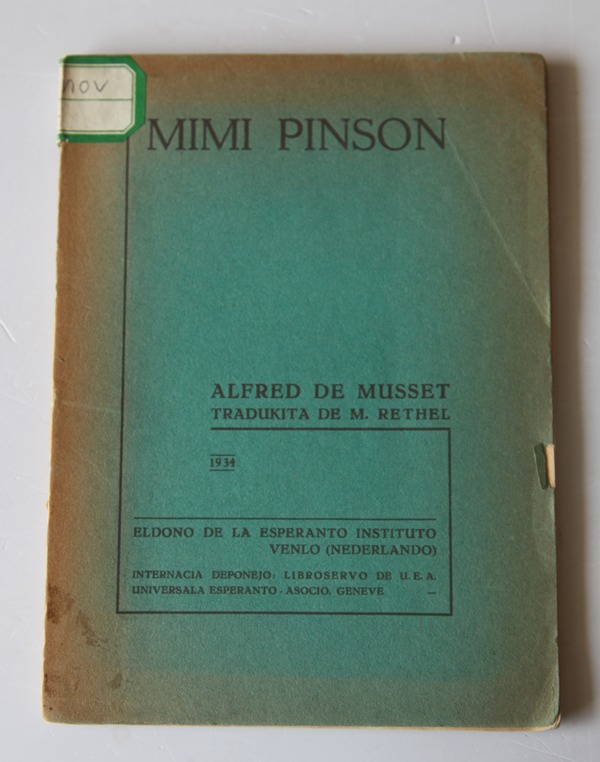 nov
MIMI PINSON
ALFRED DE MUSSET
TRADUKITA DE M. RETHEL
1934
ELDONO DE LA ESPERANTO INSTITUTO
VENLO (NEDERLANDO)
INTERNACIA DEPONEJO: LIBROSERVO DE U.E.A.
UNIVERSALA ESPERANTO - ASOCIO, GENEVE —